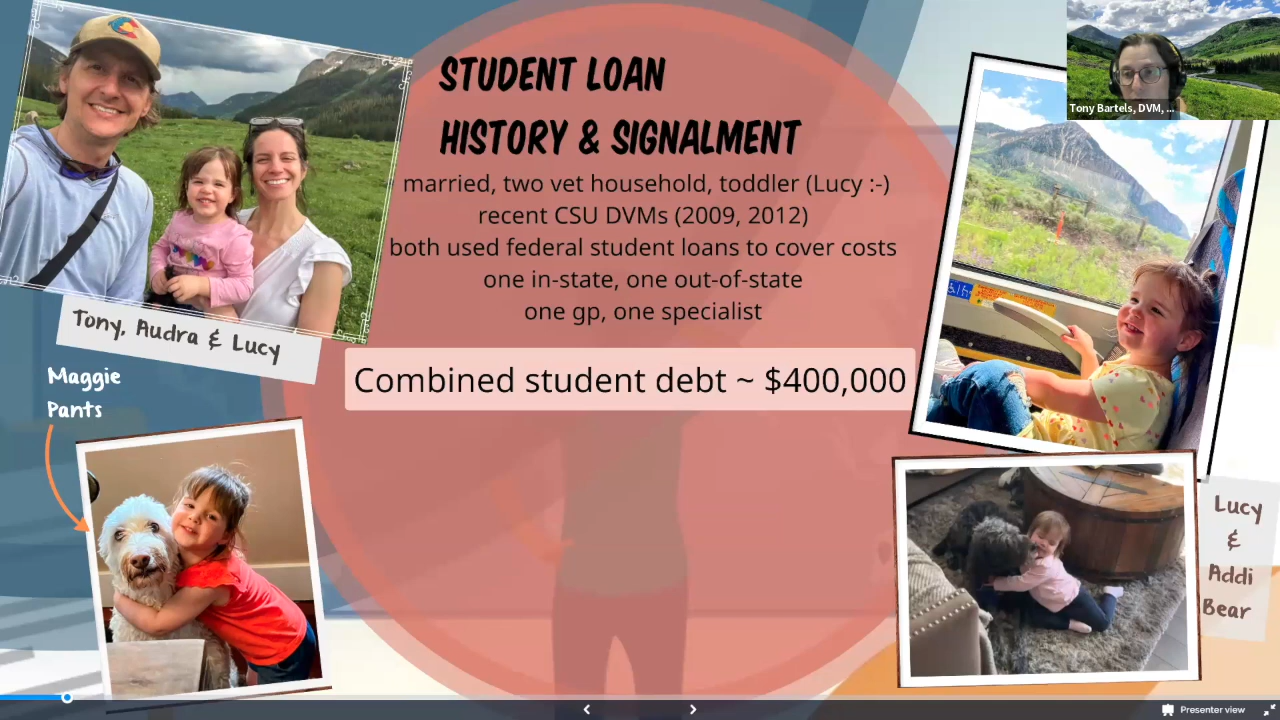 STUDENT LOAN
HISTORY & SIGNALMENT
married, two vet household, toddler (Lucy :-)
recent CSU DVMs (2009, 2012)
both used federal student loans to cover costs
one in-state, one out-of-state
one gp, one specialist
Combined student debt ~ $400,000
Tony, Audra & Lucy
Maggie
Pants
Tony Bartels, DVM, ...
Lucy
&
Addi
Bear
Presenter view